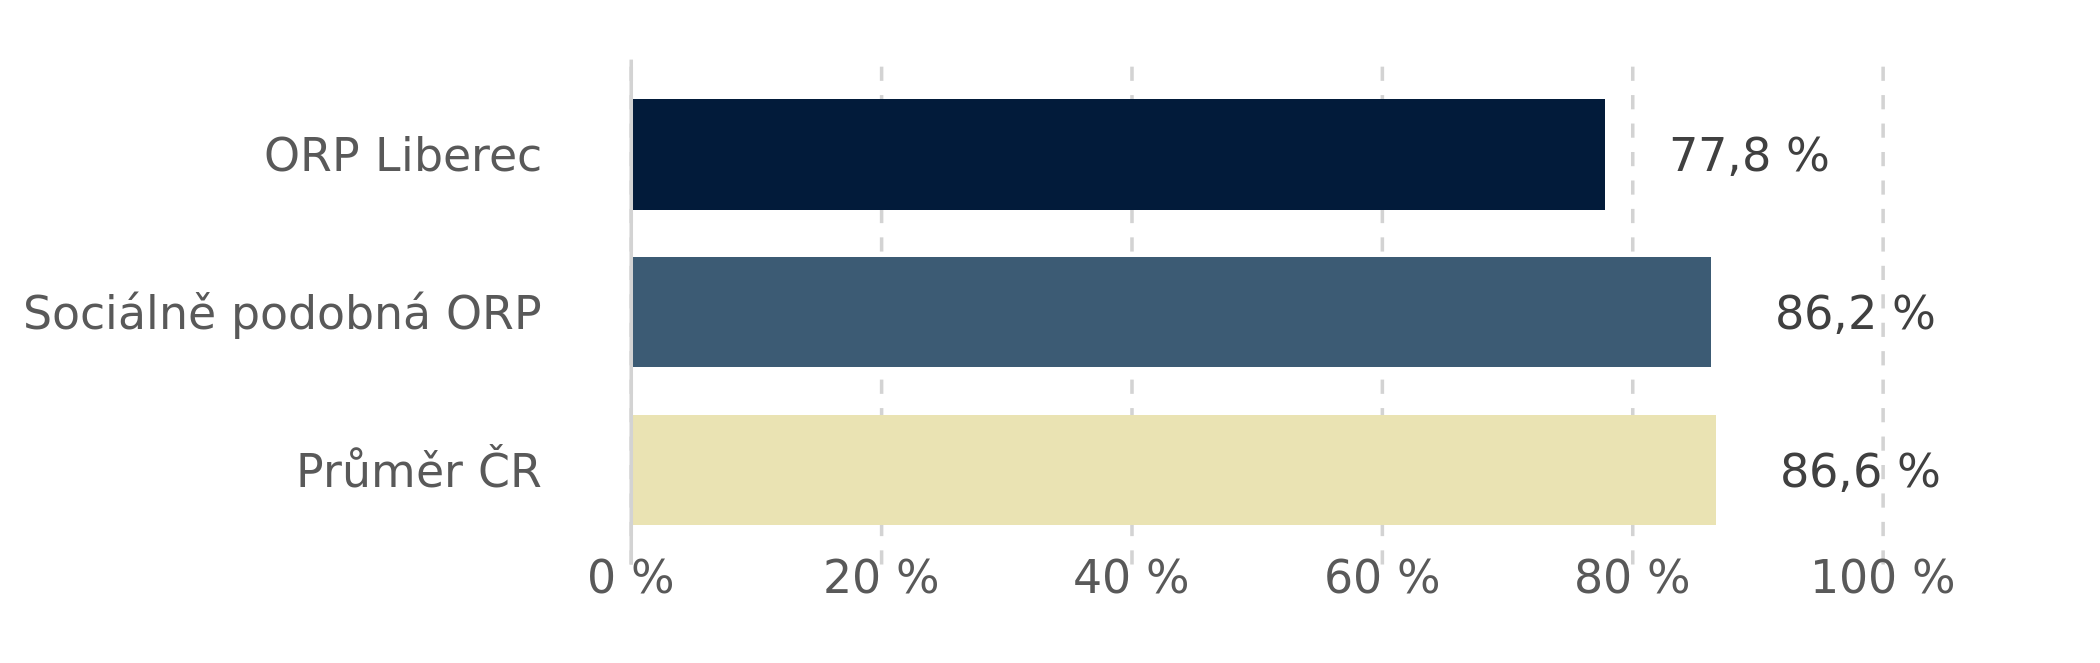 ORP Liberec
77,8 %
Sociálně podobná ORP
86,2 %
Průměr ČR
86,6 %
0 % 20 % 40 % 60 % 80 % 100 %